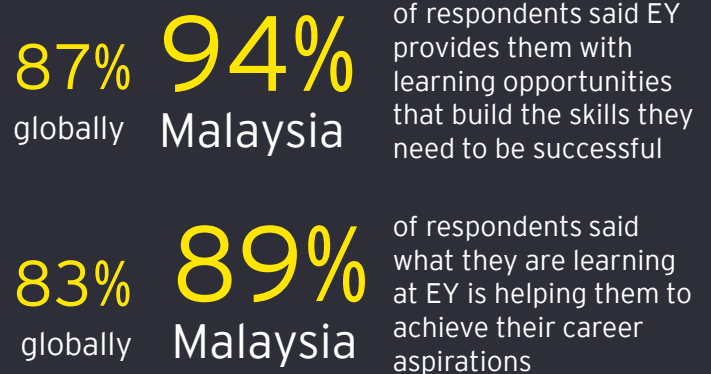 87% globally
94% Malaysia
of respondents said EY
provides them with
learning opportunities
that build the skills they
need to be successful
83% globally
89% Malaysia
of respondents said
what they are learning
at EY is helping them to
achieve their career
aspirations